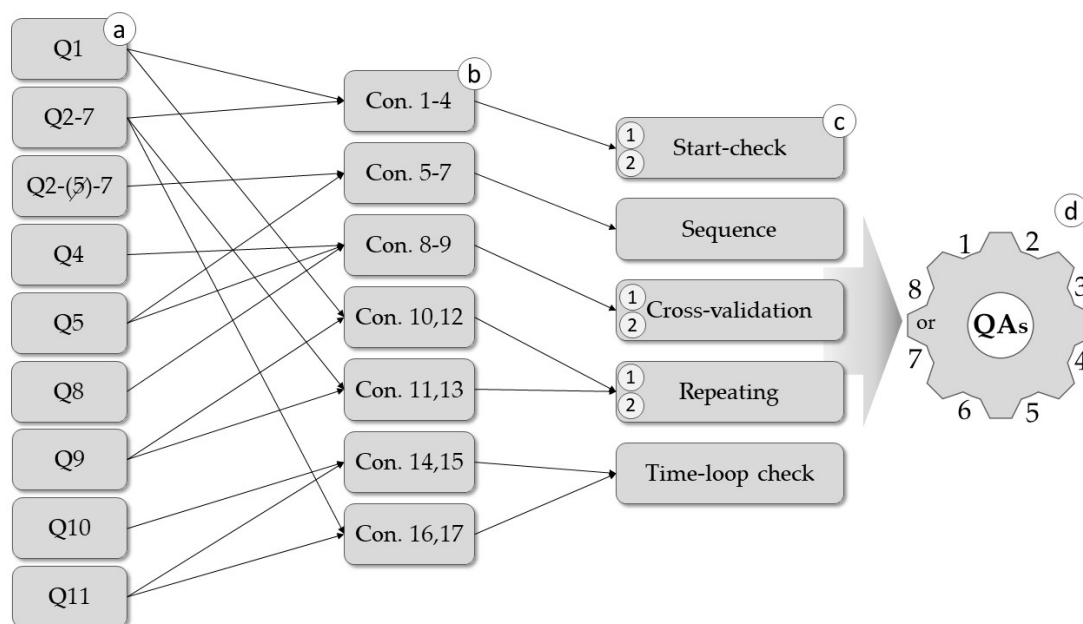 a
Q1
Q2-7
Q2-(5)-7
Q4
Q5
Q8
Q9
Q10
Q11
b
Con. 1-4
Con. 5-7
Con. 8-9
Con. 10,12
Con. 11,13
Con. 14,15
Con. 16,17
c
1
2
Start-check
Sequence
1
2
Cross-validation
1
2
Repeating
Time-loop check
d
1
2
3
4
5
6
7
or
8
QAs